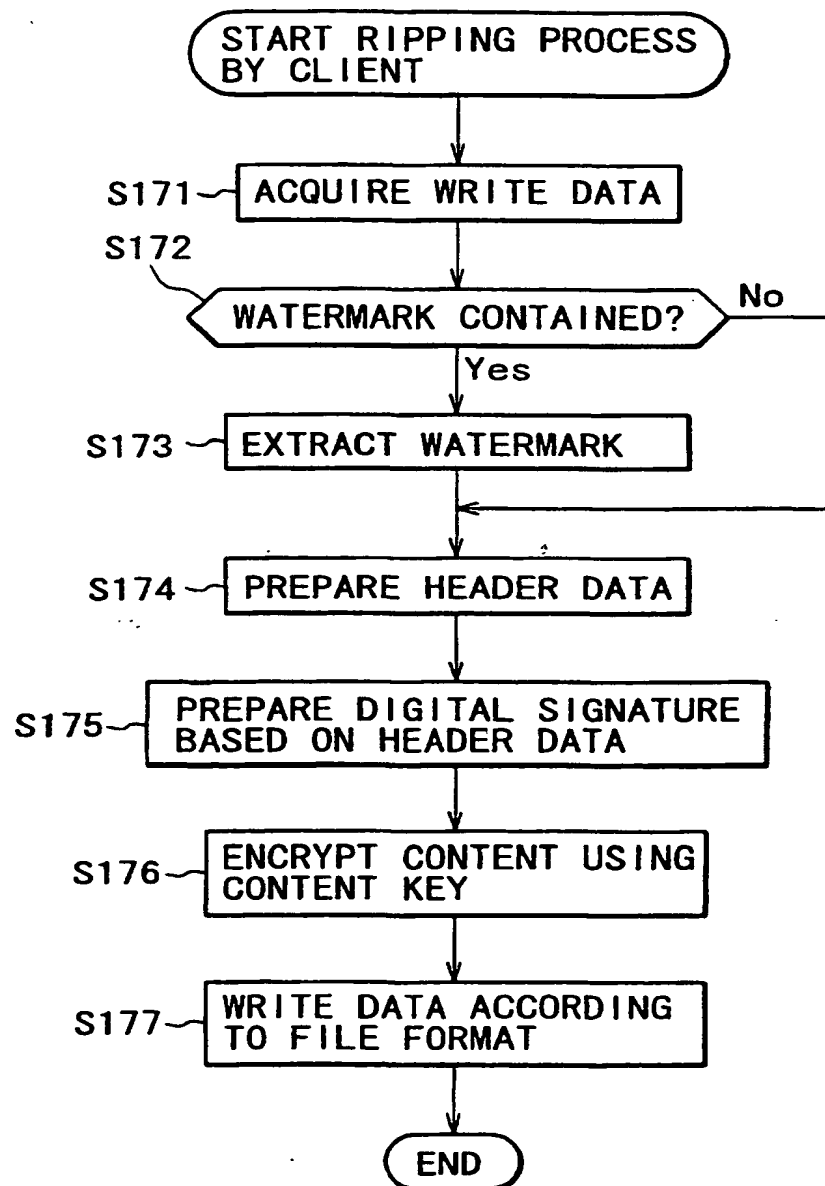 START RIPPING PROCESS
BY CLIENT
S171
ACQUIRE WRITE DATA
S172
WATERMARK CONTAINED?
No
Yes
S173
EXTRACT WATERMARK
S174
PREPARE HEADER DATA
S175
PREPARE DIGITAL SIGNATURE
BASED ON HEADER DATA
S176
ENCRYPT CONTENT USING
CONTENT KEY
S177
WRITE DATA ACCORDING
TO FILE FORMAT
END